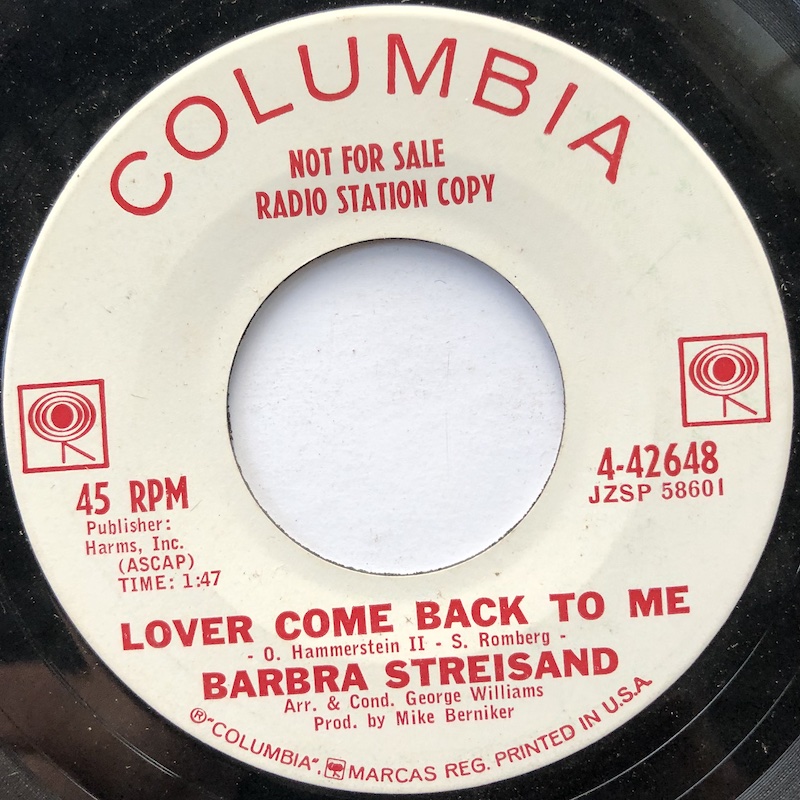 COLUMBIA
NOT FOR SALE
RADIO STATION COPY
45 RPM
Publisher:
Harms, Inc.
(ASCAP)
TIME: 1:47
4-42648
JZSP 58601
LOVER COME BACK TO ME
- O. Hammerstein II - S. Romberg -
BARBRA STREISAND
Arr. & Cond. George Williams
Prod. by Mike Berniker
®"COLUMBIA", MARCAS REG. PRINTED IN U.S.A.